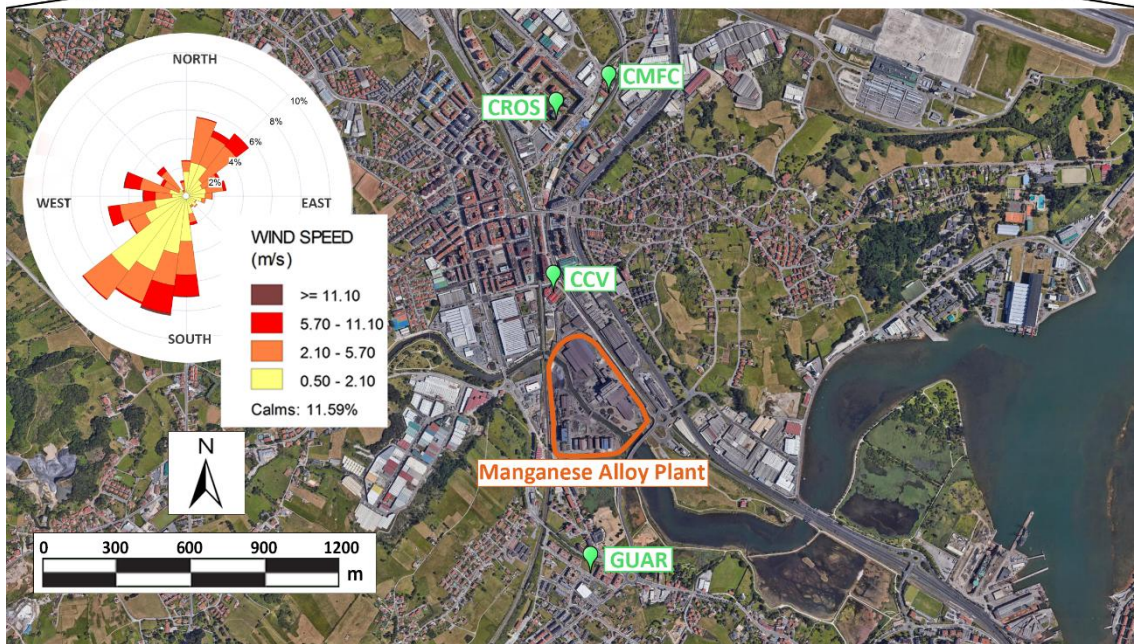 NORTH
10%
8%
6%
4%
2%
WEST
EAST
SOUTH
WIND SPEED
(m/s)
>= 11.10
5.70 - 11.10
2.10 - 5.70
0.50 - 2.10
Calms: 11.59%
CMFC
CROS
CCV
Manganese Alloy Plant
GUAR
N
0 300 600 900 1200
m